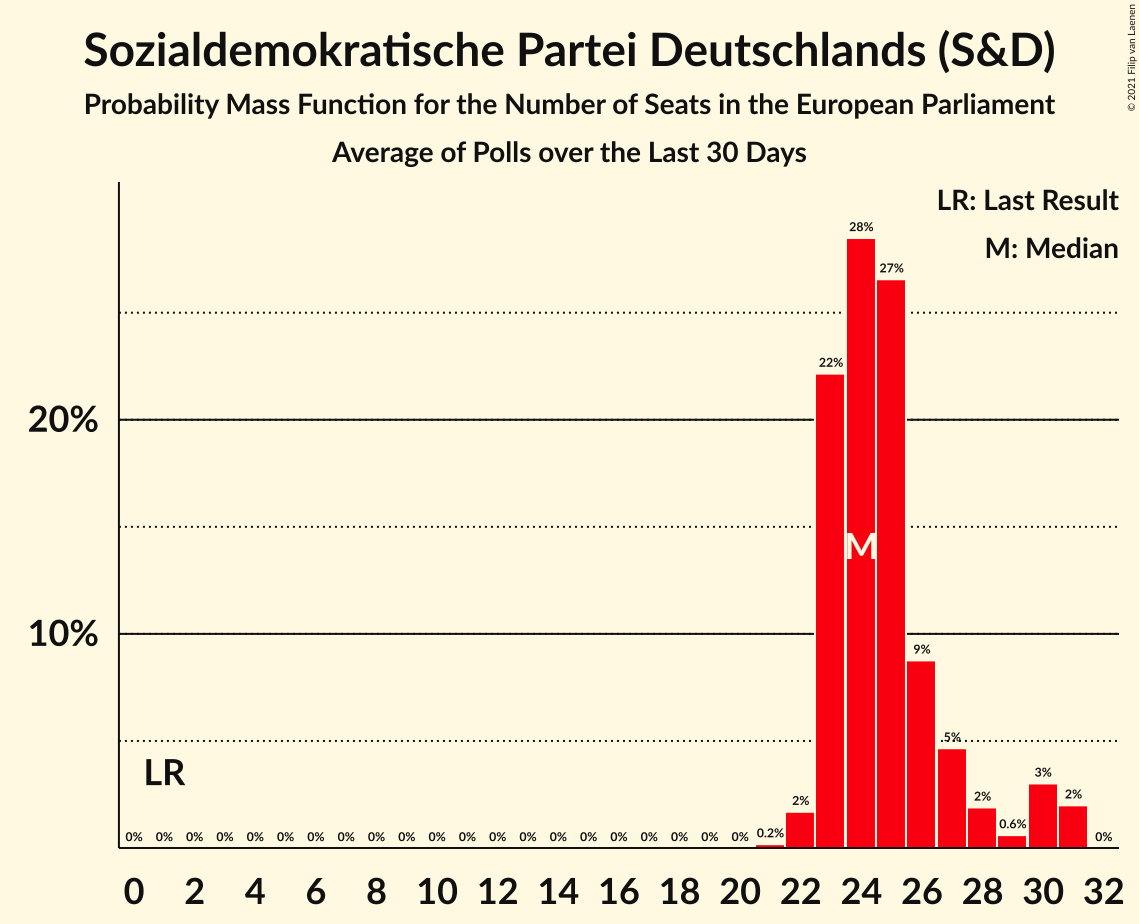 Sozialdemokratische Partei Deutschlands (S&D)
Probability Mass Function for the Number of Seats in the European Parliament
Average of Polls over the Last 30 Days
© 2021 Filip van Laenen
LR: Last Result
M: Median
28%
27%
22%
20%
M
10%
9%
5%
LR
3%
2%
2%
2%
0.6%
0.2%
0% 0% 0% 0% 0% 0% 0% 0% 0% 0% 0% 0% 0% 0% 0% 0% 0% 0% 0% 0% 0% 0%
0 2 4 6 8 10 12 14 16 18 20 22 24 26 28 30 32